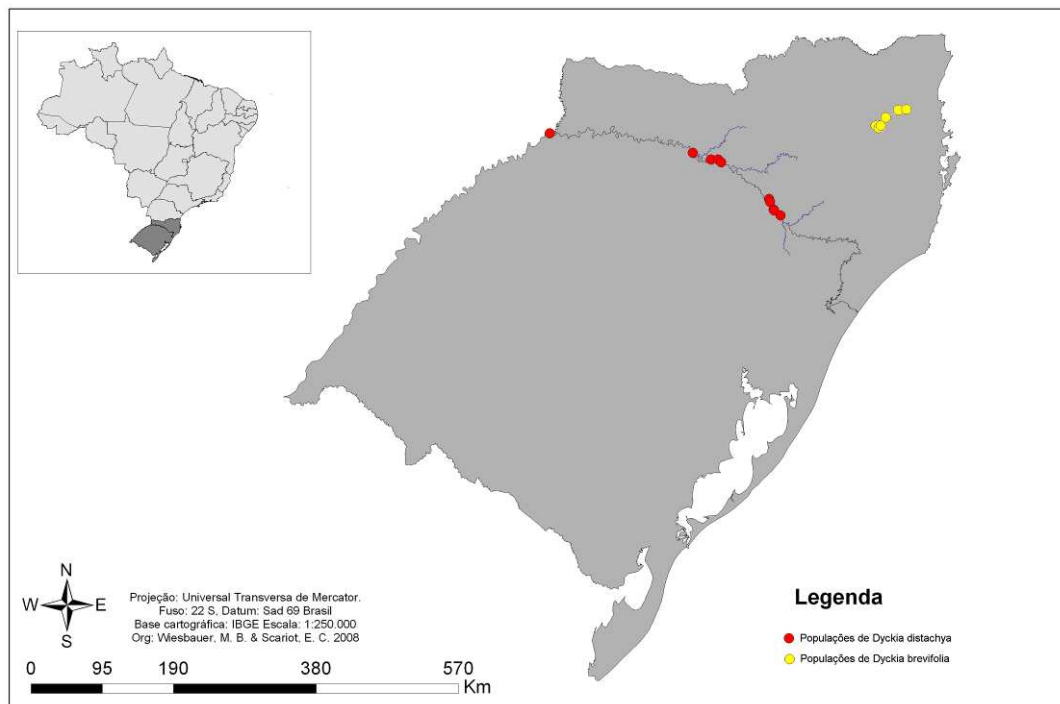 N
W E
S
Projeção: Universal Transversa de Mercator.
Fuso: 22 S, Datum: Sad 69 Brasil
Base cartográfica: IBGE Escala: 1:250.000
Org: Wiesbauer, M. B. & Scariot, E. C. 2008
0 95 190 380 570
Km
Legenda
Populações de Dyckia distachya
Populações de Dyckia brevifolia